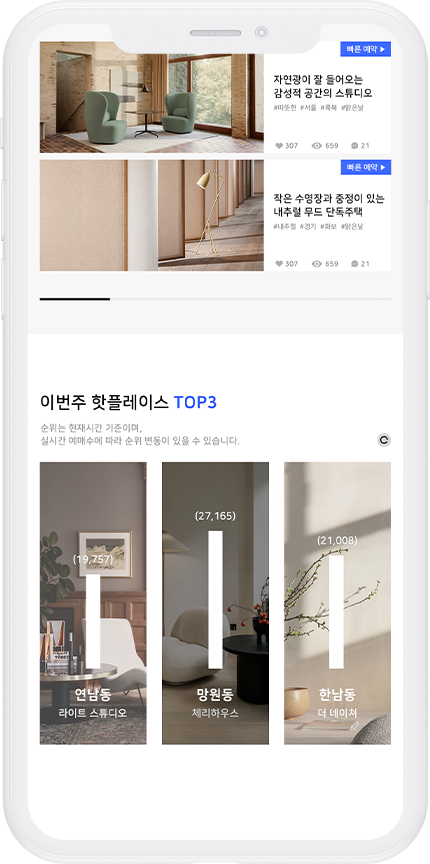 빠른 예약 ▶
자연광이 잘 들어오는
감성적 공간의 스튜디오
#따뜻한 #서울 #룩북 #맑은날
307 659 21
빠른 예약 ▶
작은 수영장과 중정이 있는
내추럴 무드 단독주택
#내추럴 #경기 #화보 #맑은날
307 659 21
이번주 핫플레이스 TOP3
순위는 현재시간 기준이며,
실시간 예매수에 따라 순위 변동이 있을 수 있습니다.
(19,757)
연남동
라이트 스튜디오
(27,165)
망원동
체리하우스
(21,008)
한남동
더 네이쳐